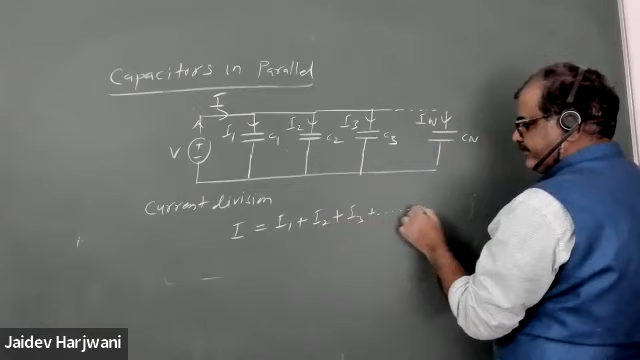 Capacitors in Parallel
I
I1 C1 I2 C2 I3 C3 IN CN
V
Current division
I = I1 + I2 + I3 + ...
Jaidev Harjwani